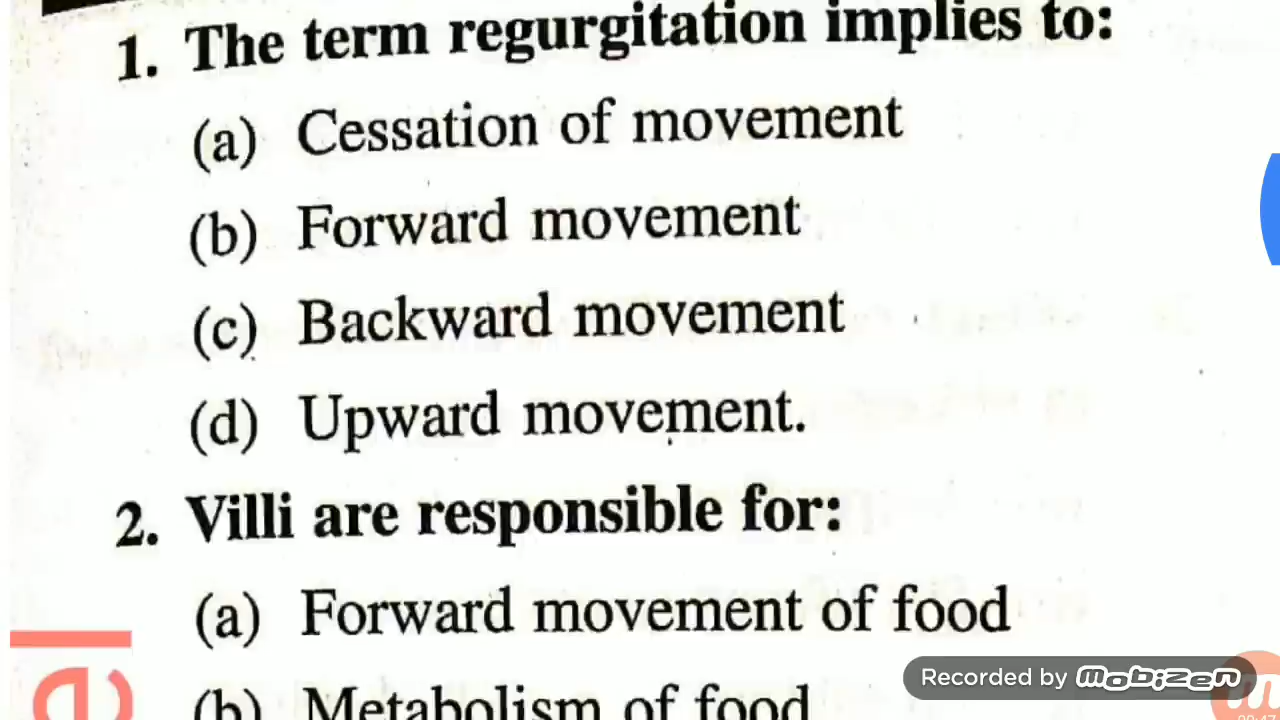 1. The term regurgitation implies to:
(a) Cessation of movement
(b) Forward movement
(c) Backward movement
(d) Upward movement.
2. Villi are responsible for:
(a) Forward movement of food
(b) Metabolism of food
Recorded by mobizen